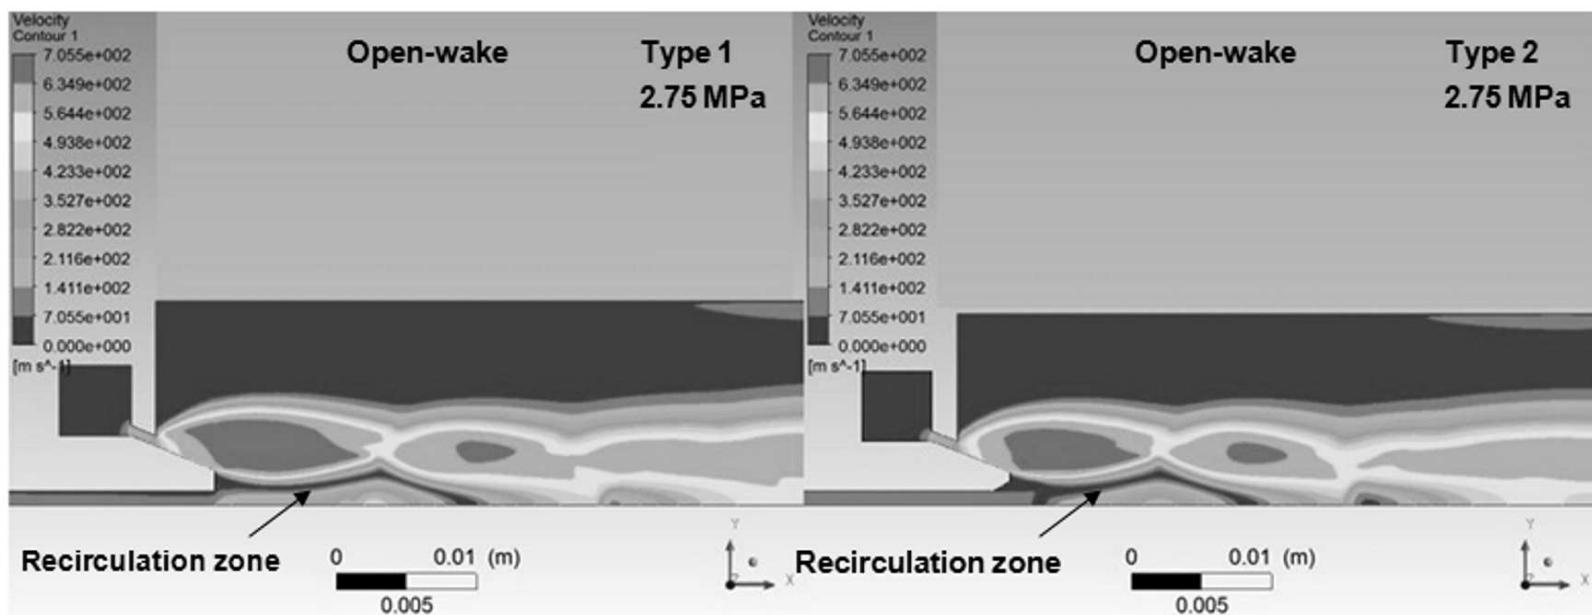 Velocity
Contour 1
7.055e+002
6.349e+002
5.644e+002
4.938e+002
4.233e+002
3.527e+002
2.822e+002
2.116e+002
1.411e+002
7.055e+001
0.000e+000
[m s^-1]
Open-wake
Type 1
2.75 MPa
Recirculation zone
0 0.01 (m)
0.005
Y
X
Z
Velocity
Contour 1
7.055e+002
6.349e+002
5.644e+002
4.938e+002
4.233e+002
3.527e+002
2.822e+002
2.116e+002
1.411e+002
7.055e+001
0.000e+000
[m s^-1]
Open-wake
Type 2
2.75 MPa
Recirculation zone
0 0.01 (m)
0.005
Y
X
Z